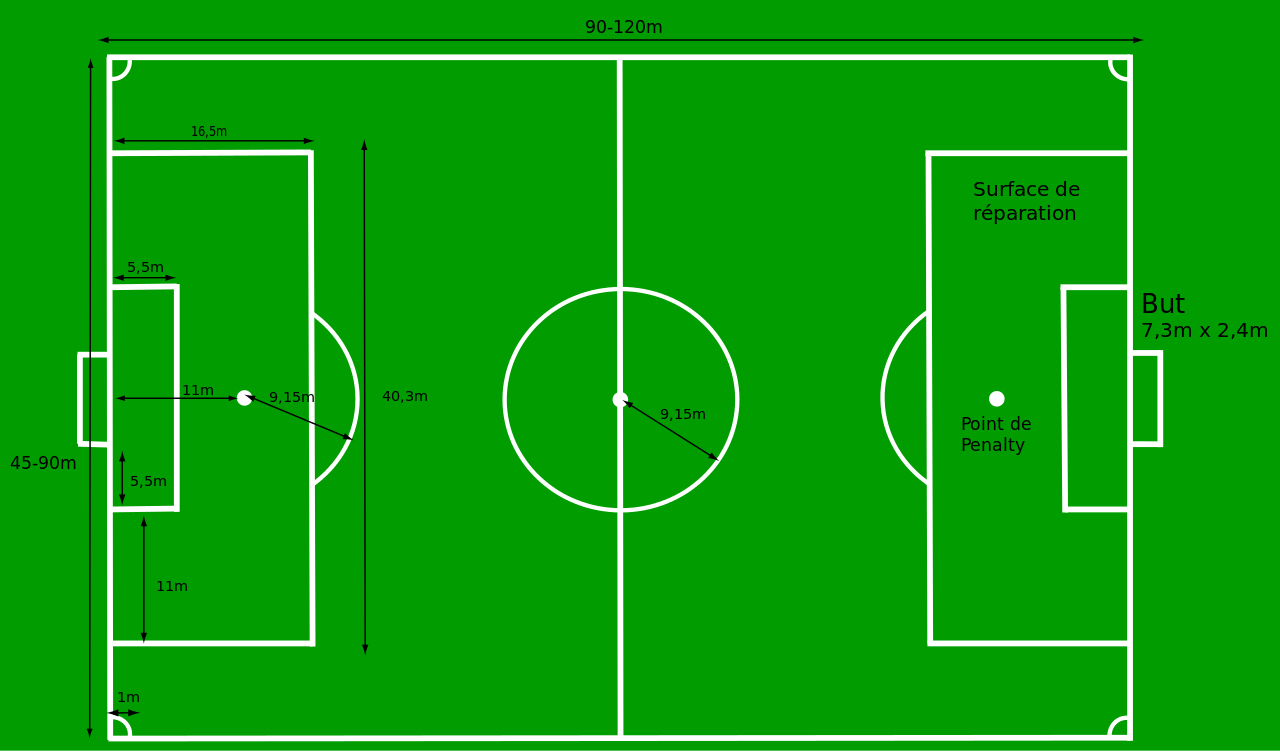 90-120m
16,5m
Surface de
réparation
5,5m
But
7,3m x 2,4m
11m
9,15m
40,3m
9,15m
Point de
Penalty
45-90m
5,5m
11m
1m